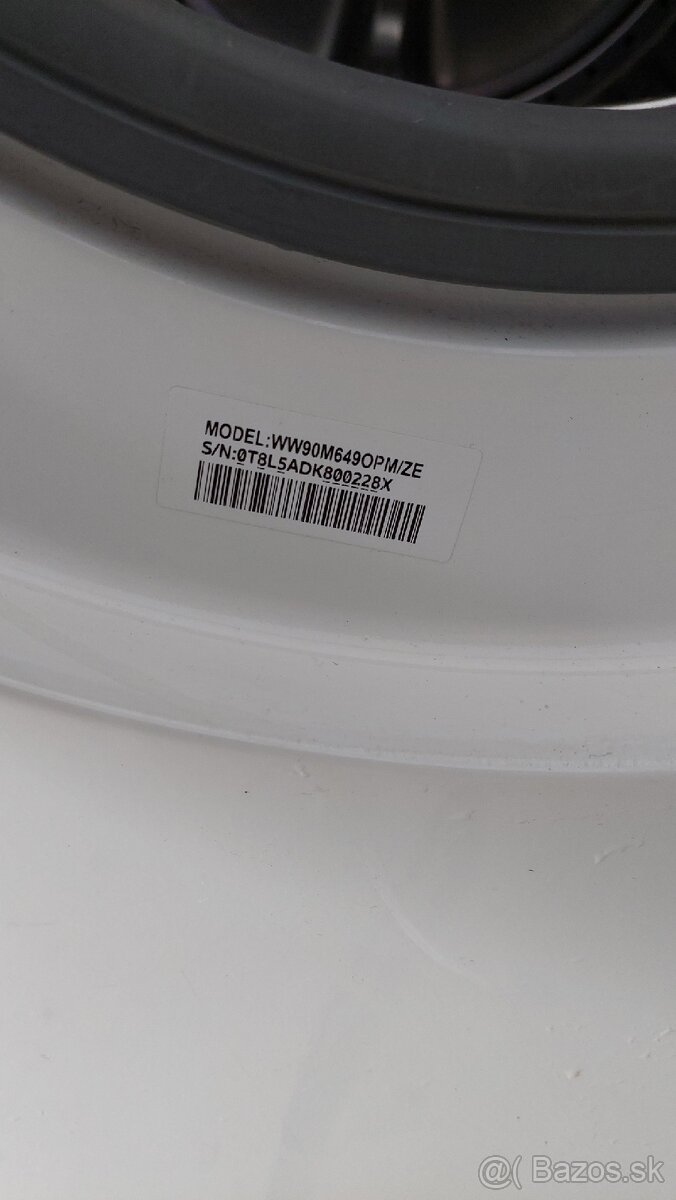 MODEL:WW90M649OPM/ZE
S/N:0T8L5ADK800228X
@( Bazos.sk